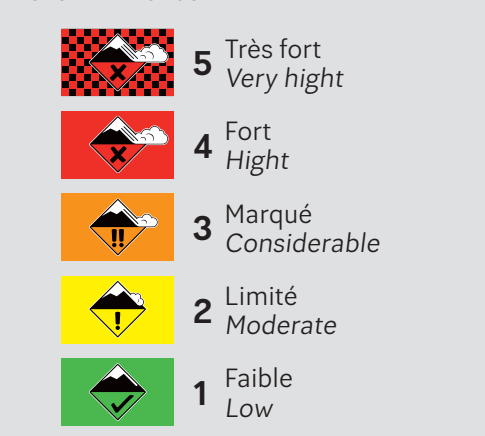 5 Très fort
Very hight
4 Fort
Hight
3 Marqué
Considerable
2 Limité
Moderate
1 Faible
Low